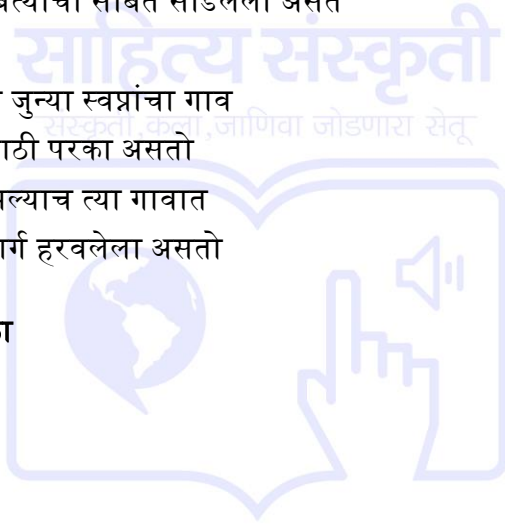 सोबत सोडलेली असते
साहित्य संस्कृती
जुन्या स्वप्नांचा गाव
संस्कृती ,कला ,जाणिवा जोडणारा सेतू
परका असतो
त्या गावात
हरवलेला असतो